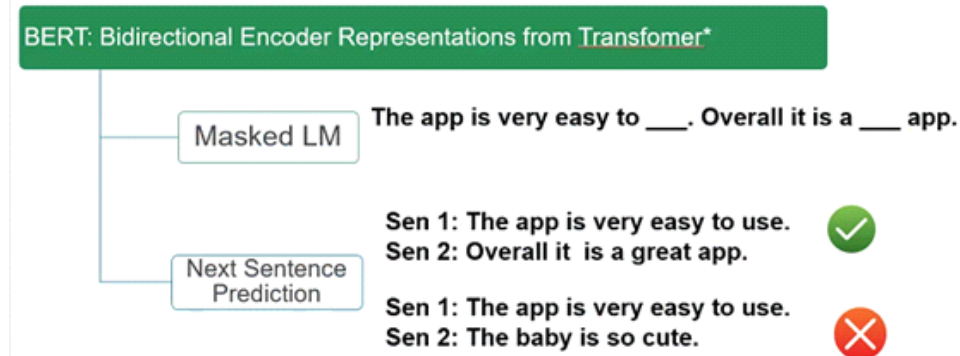 BERT: Bidirectional Encoder Representations from Transfomer*
Masked LM
The app is very easy to ___. Overall it is a ___ app.
Next Sentence
Prediction
Sen 1: The app is very easy to use.
Sen 2: Overall it is a great app.
Sen 1: The app is very easy to use.
Sen 2: The baby is so cute.